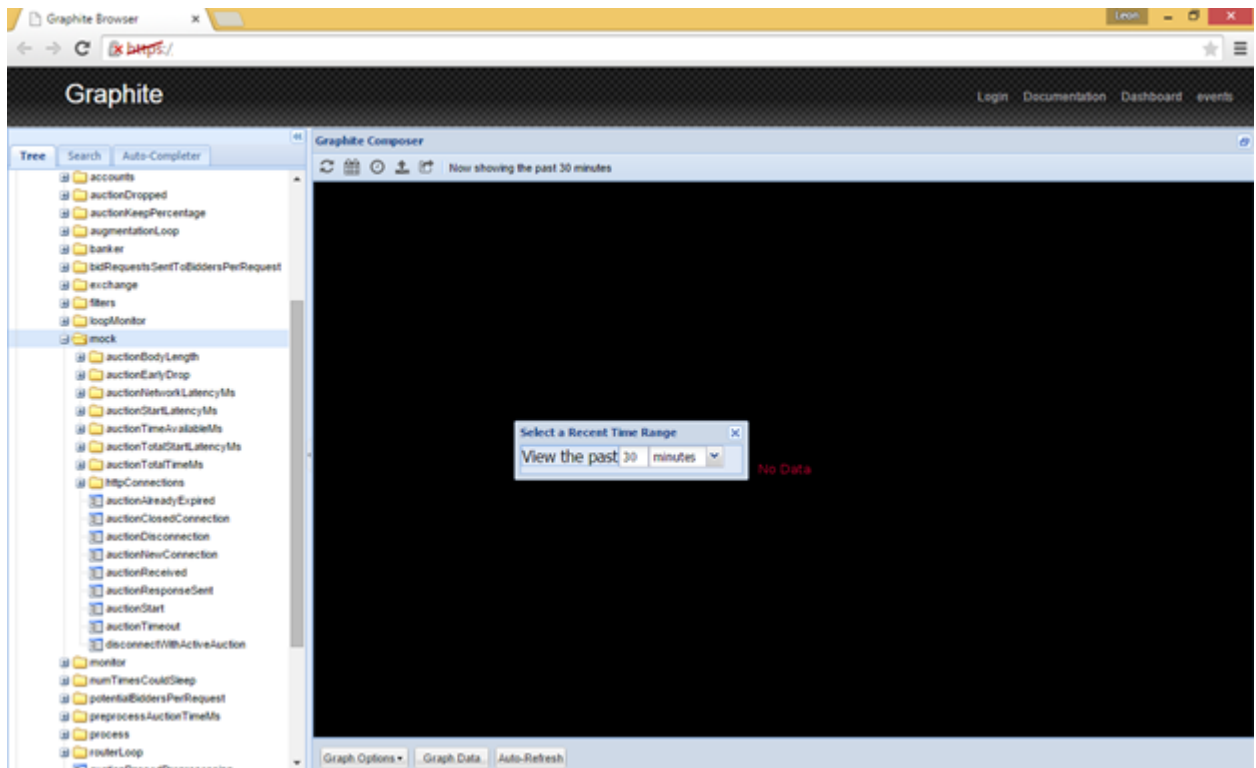 Graphite Browser
Leon
https:/
Graphite
Login Documentation Dashboard events
Tree Search Auto-Completer
accounts
auctionDropped
auctionKeepPercentage
augmentationLoop
banker
bidRequestsSentToBiddersPerRequest
exchange
filters
loopMonitor
mock
auctionBodyLength
auctionEarlyDrop
auctionNetworkLatencyMs
auctionStartLatencyMs
auctionTimeAvailableMs
auctionTotalStartLatencyMs
auctionTotalTimeMs
httpConnections
auctionAlreadyExpired
auctionClosedConnection
auctionDisconnection
auctionNewConnection
auctionReceived
auctionResponseSent
auctionStart
auctionTimeout
disconnectWithActiveAuction
monitor
numTimesCouldSleep
potentialBiddersPerRequest
preprocessAuctionTimeMs
process
routerLoop
Graphite Composer
Now showing the past 30 minutes
Select a Recent Time Range
View the past 30 minutes
No Data
Graph Options Graph Data Auto-Refresh